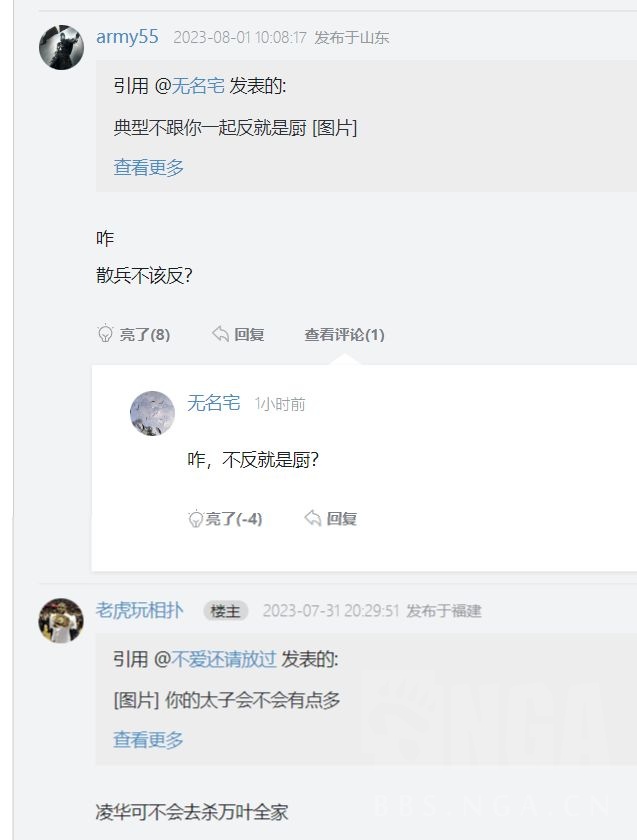 army55 2023-08-01 10:08:17 发布于山东
引用 @无名宅 发表的:
典型不跟你一起反就是厨 [图片]
查看更多
咋
散兵不该反?
亮了(8) 回复 查看评论(1)
无名宅 1小时前
咋，不反就是厨?
亮了(-4) 回复
老虎玩相扑 楼主 2023-07-31 20:29:51 发布于福建
引用 @不爱还请放过 发表的:
[图片] 你的太子会不会有点多
查看更多
NGA
BBS.NGA.CN
凌华可不会去杀万叶全家